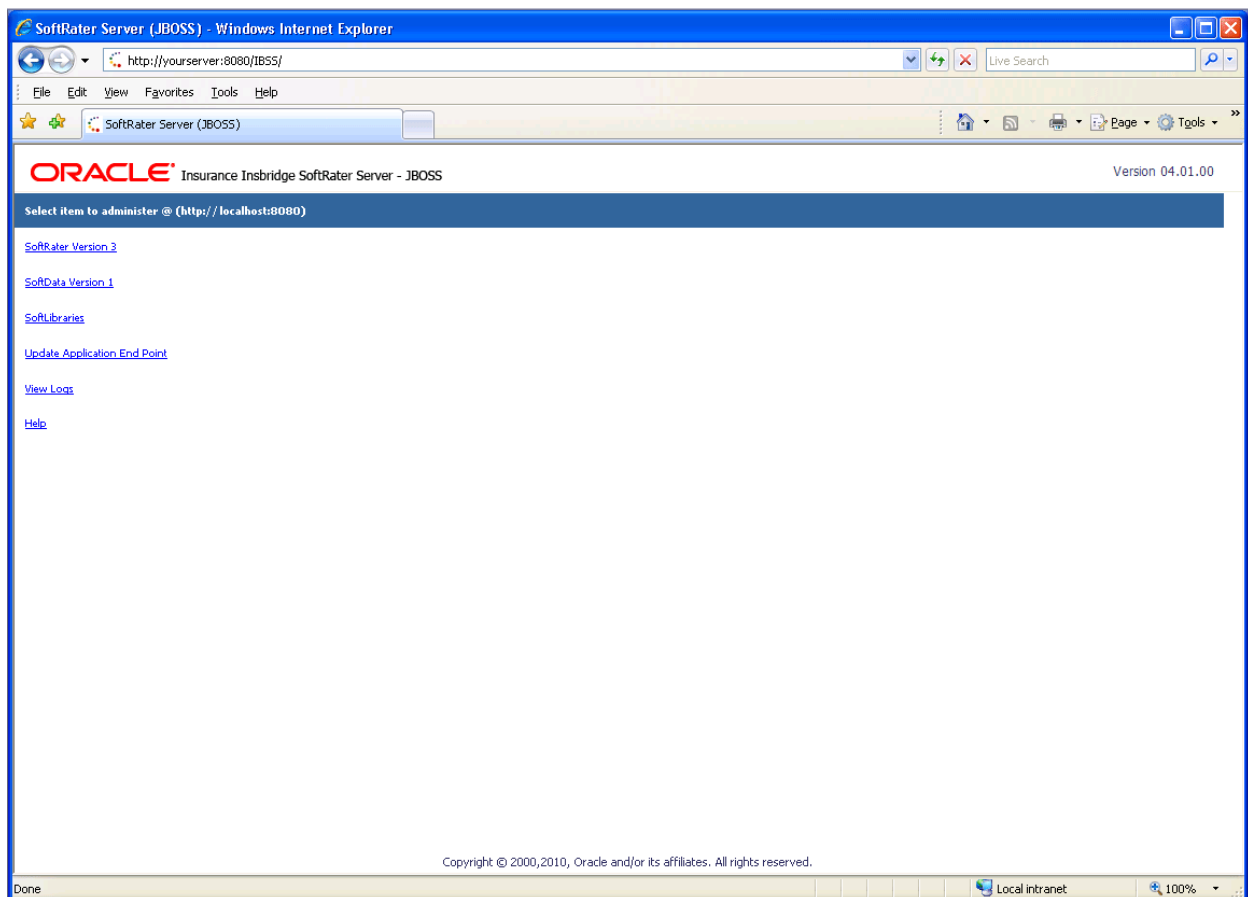 SoftRater Server (JBOSS) - Windows Internet Explorer
http://yourserver:8080/IBSS/
Live Search
File Edit View Favorites Tools Help
SoftRater Server (JBOSS)
Page Tools »
ORACLE® Insurance Insbridge SoftRater Server - JBOSS
Version 04.01.00
Select item to administer @ (http://localhost:8080)
SoftRater Version 3
SoftData Version 1
SoftLibraries
Update Application End Point
View Logs
Help
Copyright © 2000,2010, Oracle and/or its affiliates. All rights reserved.
Done
Local intranet
100%